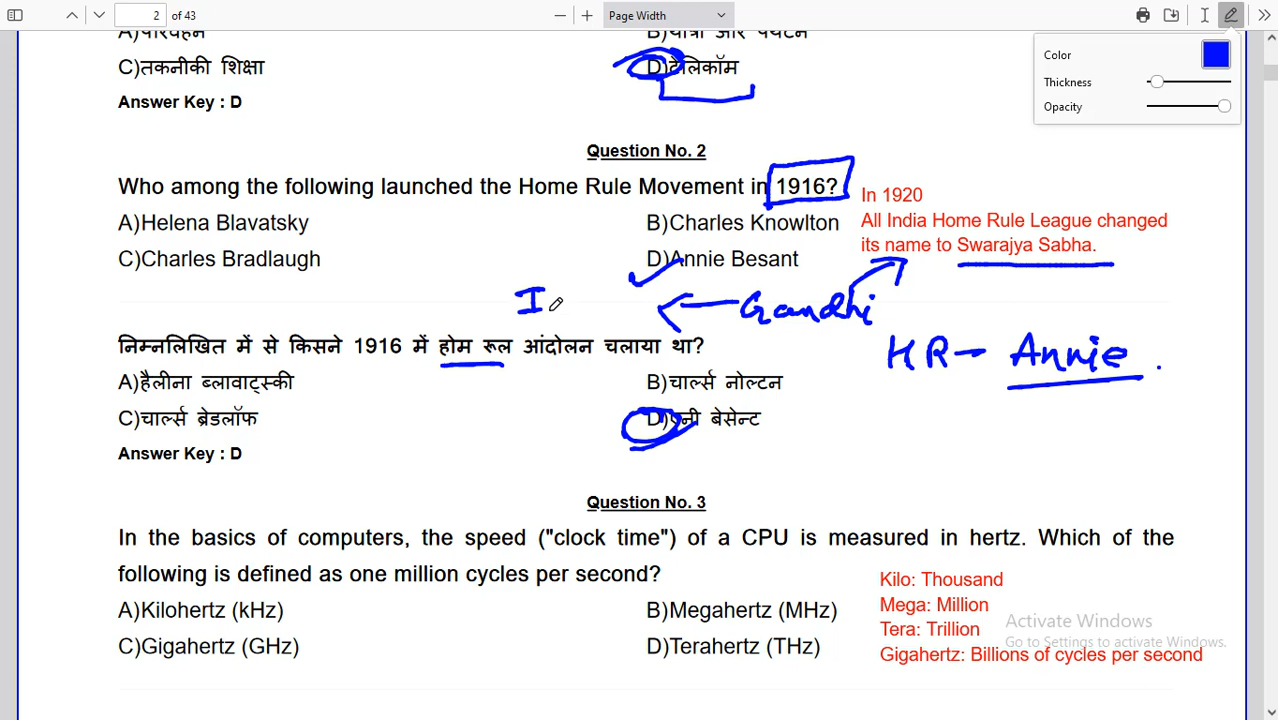 2 of 43 Page Width
A)परिवहन B)यात्रा और पर्यटन
C)तकनीकी शिक्षा D)टेलिकॉम
Answer Key : D
Color
Thickness
Opacity
Question No. 2
Who among the following launched the Home Rule Movement in 1916?
A)Helena Blavatsky B)Charles Knowlton
C)Charles Bradlaugh D)Annie Besant
In 1920
All India Home Rule League changed
its name to Swarajya Sabha.
I
Gandhi
HR - Annie.
निम्नलिखित में से किसने 1916 में होम रूल आंदोलन चलाया था?
A)हैलीना ब्लावाट्स्की B)चार्ल्स नोल्टन
C)चार्ल्स ब्रेडलॉफ D)एनी बेसेन्ट
Answer Key : D
Question No. 3
In the basics of computers, the speed ("clock time") of a CPU is measured in hertz. Which of the
following is defined as one million cycles per second?
A)Kilohertz (kHz) B)Megahertz (MHz)
C)Gigahertz (GHz) D)Terahertz (THz)
Kilo: Thousand
Mega: Million
Tera: Trillion
Gigahertz: Billions of cycles per second
Activate Windows
Go to Settings to activate Windows.